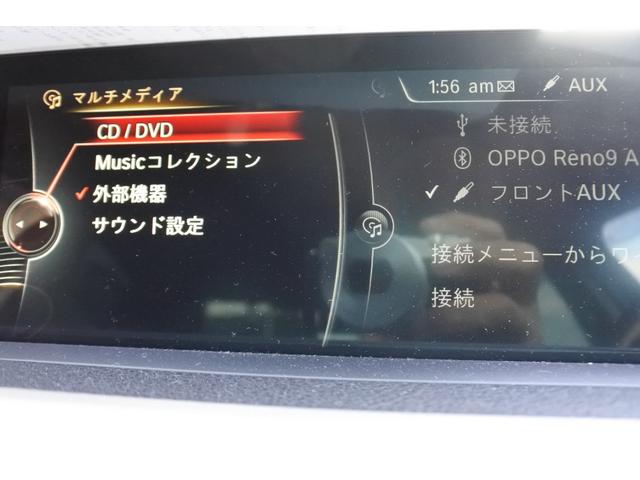 マルチメディア
CD / DVD
Musicコレクション
外部機器
サウンド設定
1:56 am
AUX
未接続
OPPO Reno9 A
フロントAUX
接続メニューから
接続